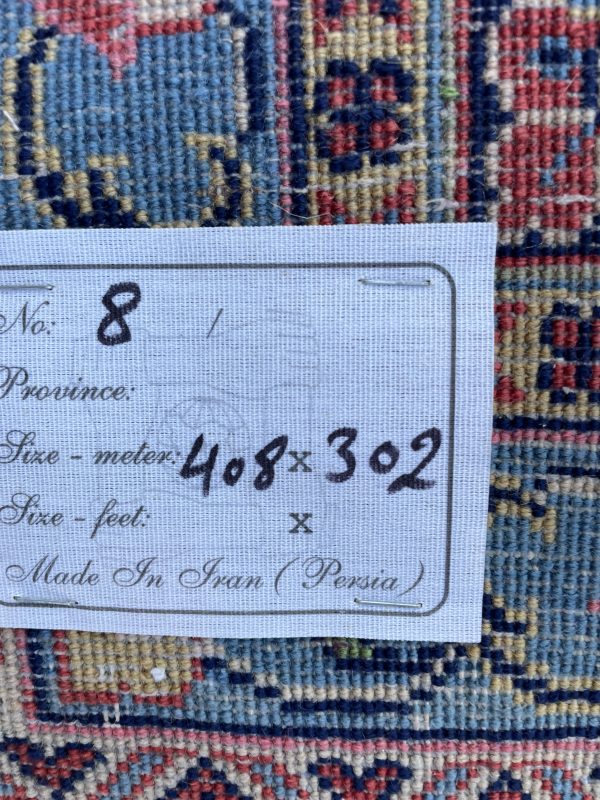 No: 8 /
Province:
Size - meter: 408 x 302
Size - feet: x
Made In Iran ( Persia )